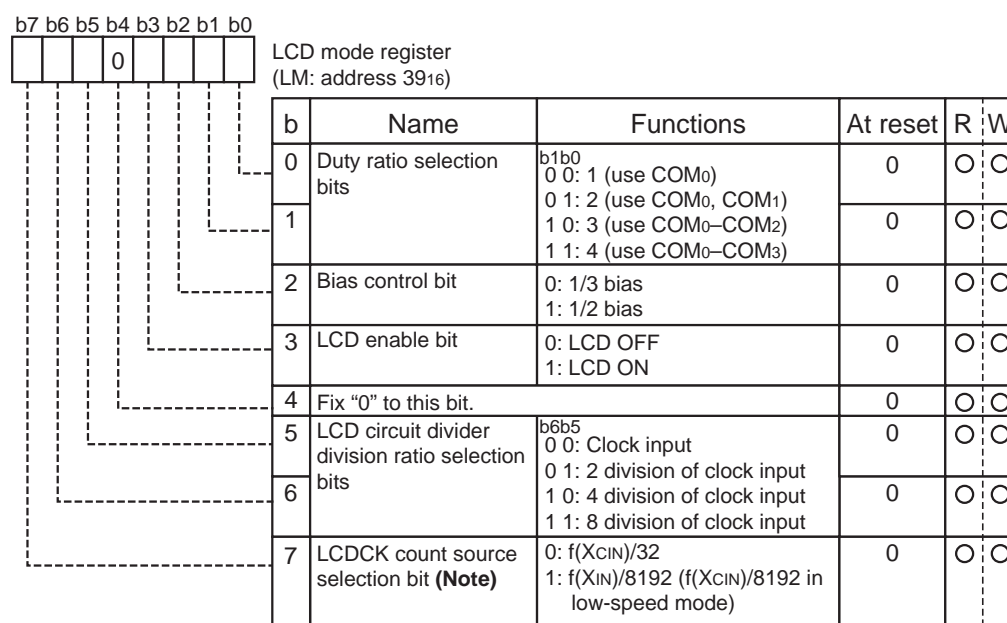 b7 b6 b5 b4 b3 b2 b1 b0
0
LCD mode register
(LM: address 3916)
b Name Functions At reset R W
0 Duty ratio selection bits
b1b0
0 0: 1 (use COM0)
0 1: 2 (use COM0, COM1)
1 0: 3 (use COM0–COM2)
1 1: 4 (use COM0–COM3)
0
1
0
2 Bias control bit
0: 1/3 bias
1: 1/2 bias
0
3 LCD enable bit
0: LCD OFF
1: LCD ON
0
4 Fix “0” to this bit. 0
5 LCD circuit divider
division ratio selection
bits
b6b5
0 0: Clock input
0 1: 2 division of clock input
1 0: 4 division of clock input
1 1: 8 division of clock input
0
6
0
7 LCDCK count source
selection bit (Note)
0: f(XCIN)/32
1: f(XIN)/8192 (f(XCIN)/8192 in
low-speed mode)
0